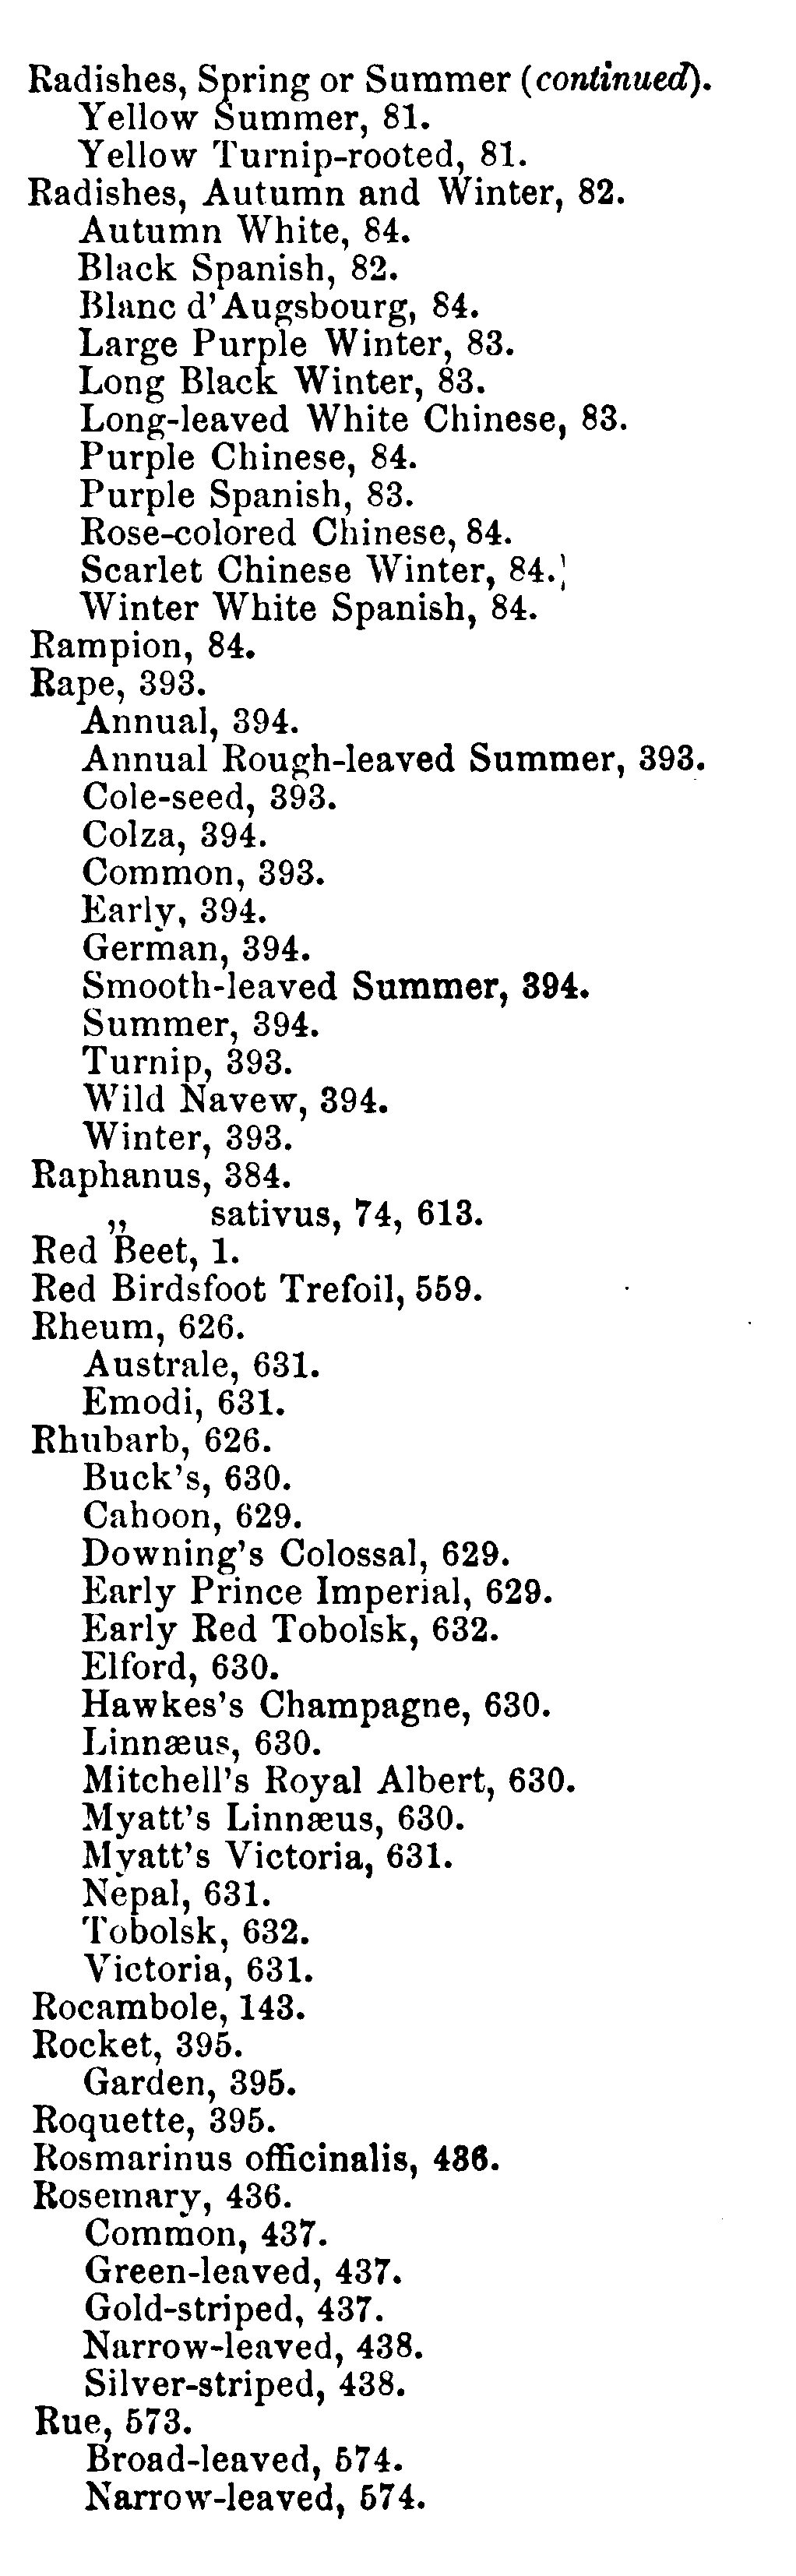 Radishes, Spring or Summer (continued).
Yellow Summer, 81.
Yellow Turnip-rooted, 81.
Radishes, Autumn and Winter, 82.
Autumn White, 84.
Black Spanish, 82.
Blanc d'Augsbourg, 84.
Large Purple Winter, 83.
Long Black Winter, 83.
Long-leaved White Chinese, 83.
Purple Chinese, 84.
Purple Spanish, 83.
Rose-colored Chinese, 84.
Scarlet Chinese Winter, 84.
Winter White Spanish, 84.
Rampion, 84.
Rape, 393.
Annual, 394.
Annual Rough-leaved Summer, 393.
Cole-seed, 393.
Colza, 394.
Common, 393.
Early, 394.
German, 394.
Smooth-leaved Summer, 394.
Summer, 394.
Turnip, 393.
Wild Navew, 394.
Winter, 393.
Raphanus, 384.
„ sativus, 74, 613.
Red Beet, 1.
Red Birdsfoot Trefoil, 559.
Rheum, 626.
Australe, 631.
Emodi, 631.
Rhubarb, 626.
Buck's, 630.
Cahoon, 629.
Downing's Colossal, 629.
Early Prince Imperial, 629.
Early Red Tobolsk, 632.
Elford, 630.
Hawkes's Champagne, 630.
Linnæus, 630.
Mitchell's Royal Albert, 630.
Myatt's Linnæus, 630.
Myatt's Victoria, 631.
Nepal, 631.
Tobolsk, 632.
Victoria, 631.
Rocambole, 143.
Rocket, 395.
Garden, 395.
Roquette, 395.
Rosmarinus officinalis, 436.
Rosemary, 436.
Common, 437.
Green-leaved, 437.
Gold-striped, 437.
Narrow-leaved, 438.
Silver-striped, 438.
Rue, 573.
Broad-leaved, 574.
Narrow-leaved, 574.